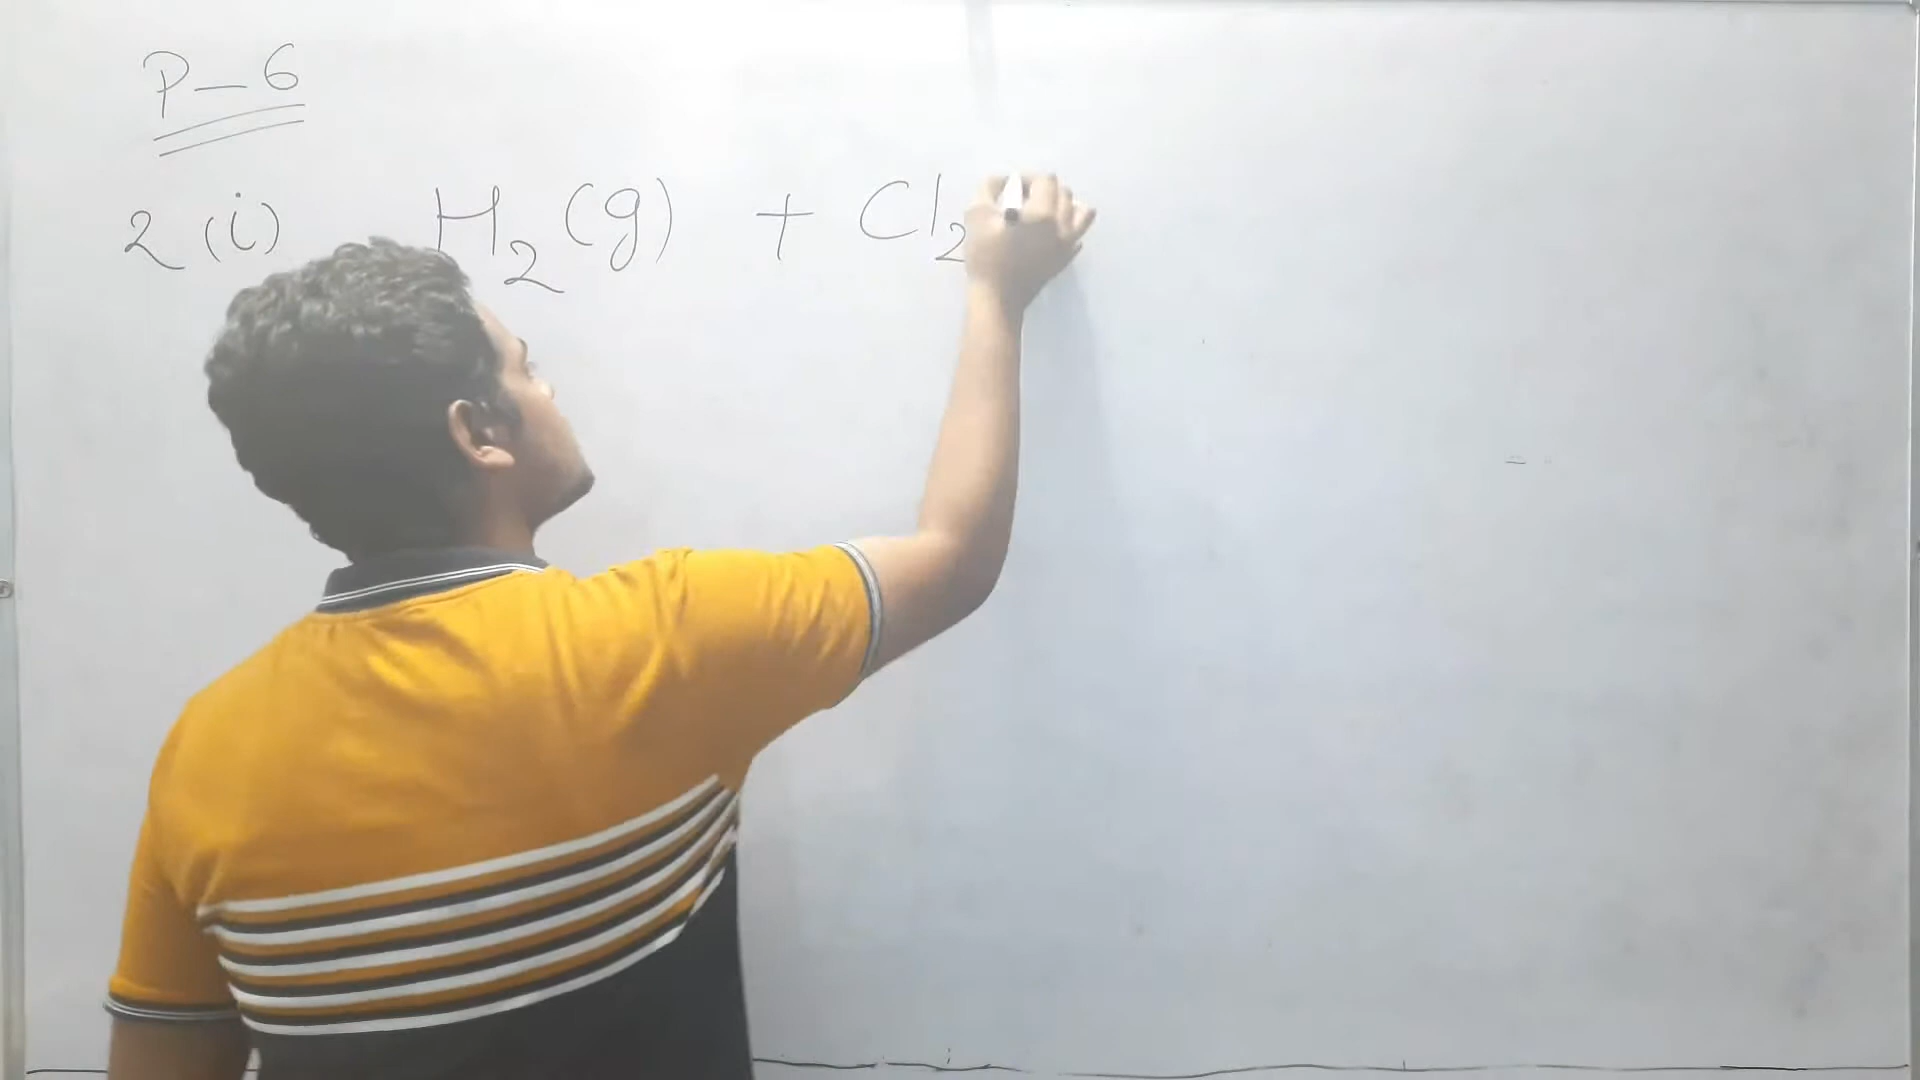 P-6
2 (i) H₂(g) + Cl₂